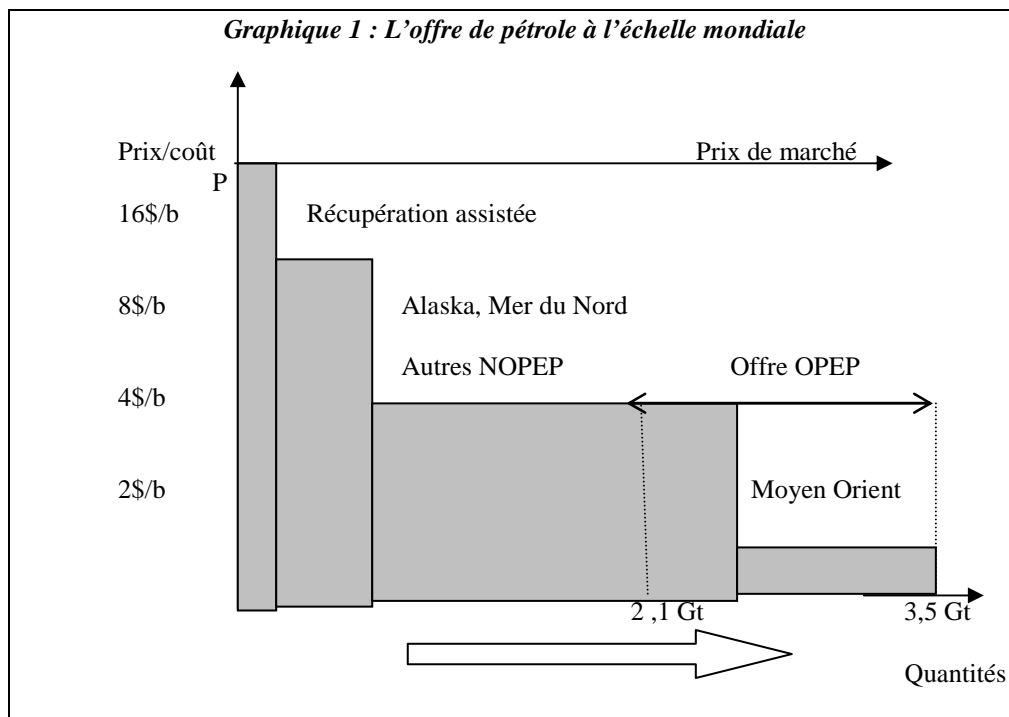 Graphique 1 : L'offre de pétrole à l'échelle mondiale
Prix/coût
Prix de marché
P
16$/b
Récupération assistée
8$/b
Alaska, Mer du Nord
Autres NOPEP
Offre OPEP
4$/b
2$/b
Moyen Orient
2 ,1 Gt
3,5 Gt
Quantités